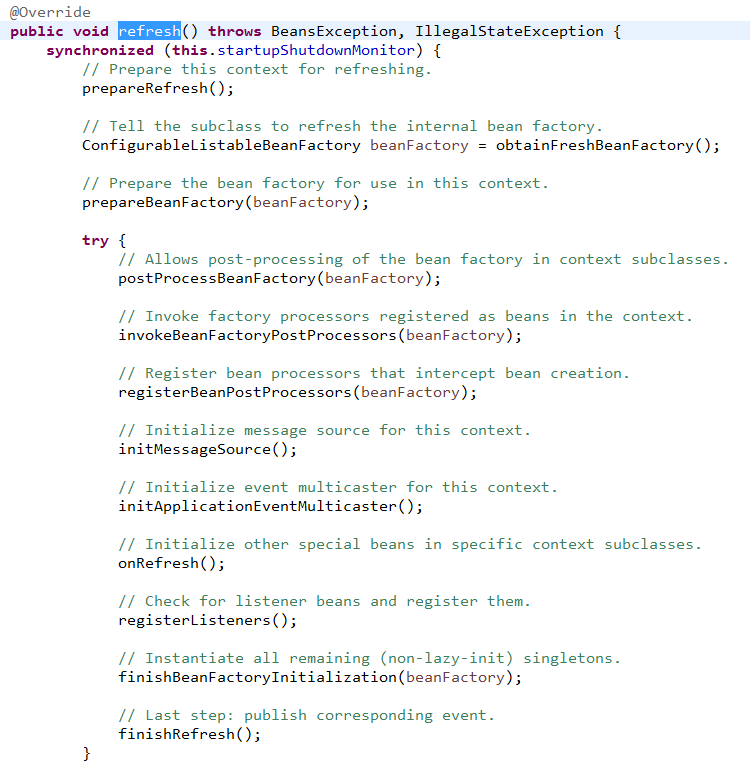 @Override
public void refresh() throws BeansException, IllegalStateException {
synchronized (this.startupShutdownMonitor) {
// Prepare this context for refreshing.
prepareRefresh();
// Tell the subclass to refresh the internal bean factory.
ConfigurableListableBeanFactory beanFactory = obtainFreshBeanFactory();
// Prepare the bean factory for use in this context.
prepareBeanFactory(beanFactory);
try {
// Allows post-processing of the bean factory in context subclasses.
postProcessBeanFactory(beanFactory);
// Invoke factory processors registered as beans in the context.
invokeBeanFactoryPostProcessors(beanFactory);
// Register bean processors that intercept bean creation.
registerBeanPostProcessors(beanFactory);
// Initialize message source for this context.
initMessageSource();
// Initialize event multicaster for this context.
initApplicationEventMulticaster();
// Initialize other special beans in specific context subclasses.
onRefresh();
// Check for listener beans and register them.
registerListeners();
// Instantiate all remaining (non-lazy-init) singletons.
finishBeanFactoryInitialization(beanFactory);
// Last step: publish corresponding event.
finishRefresh();
}